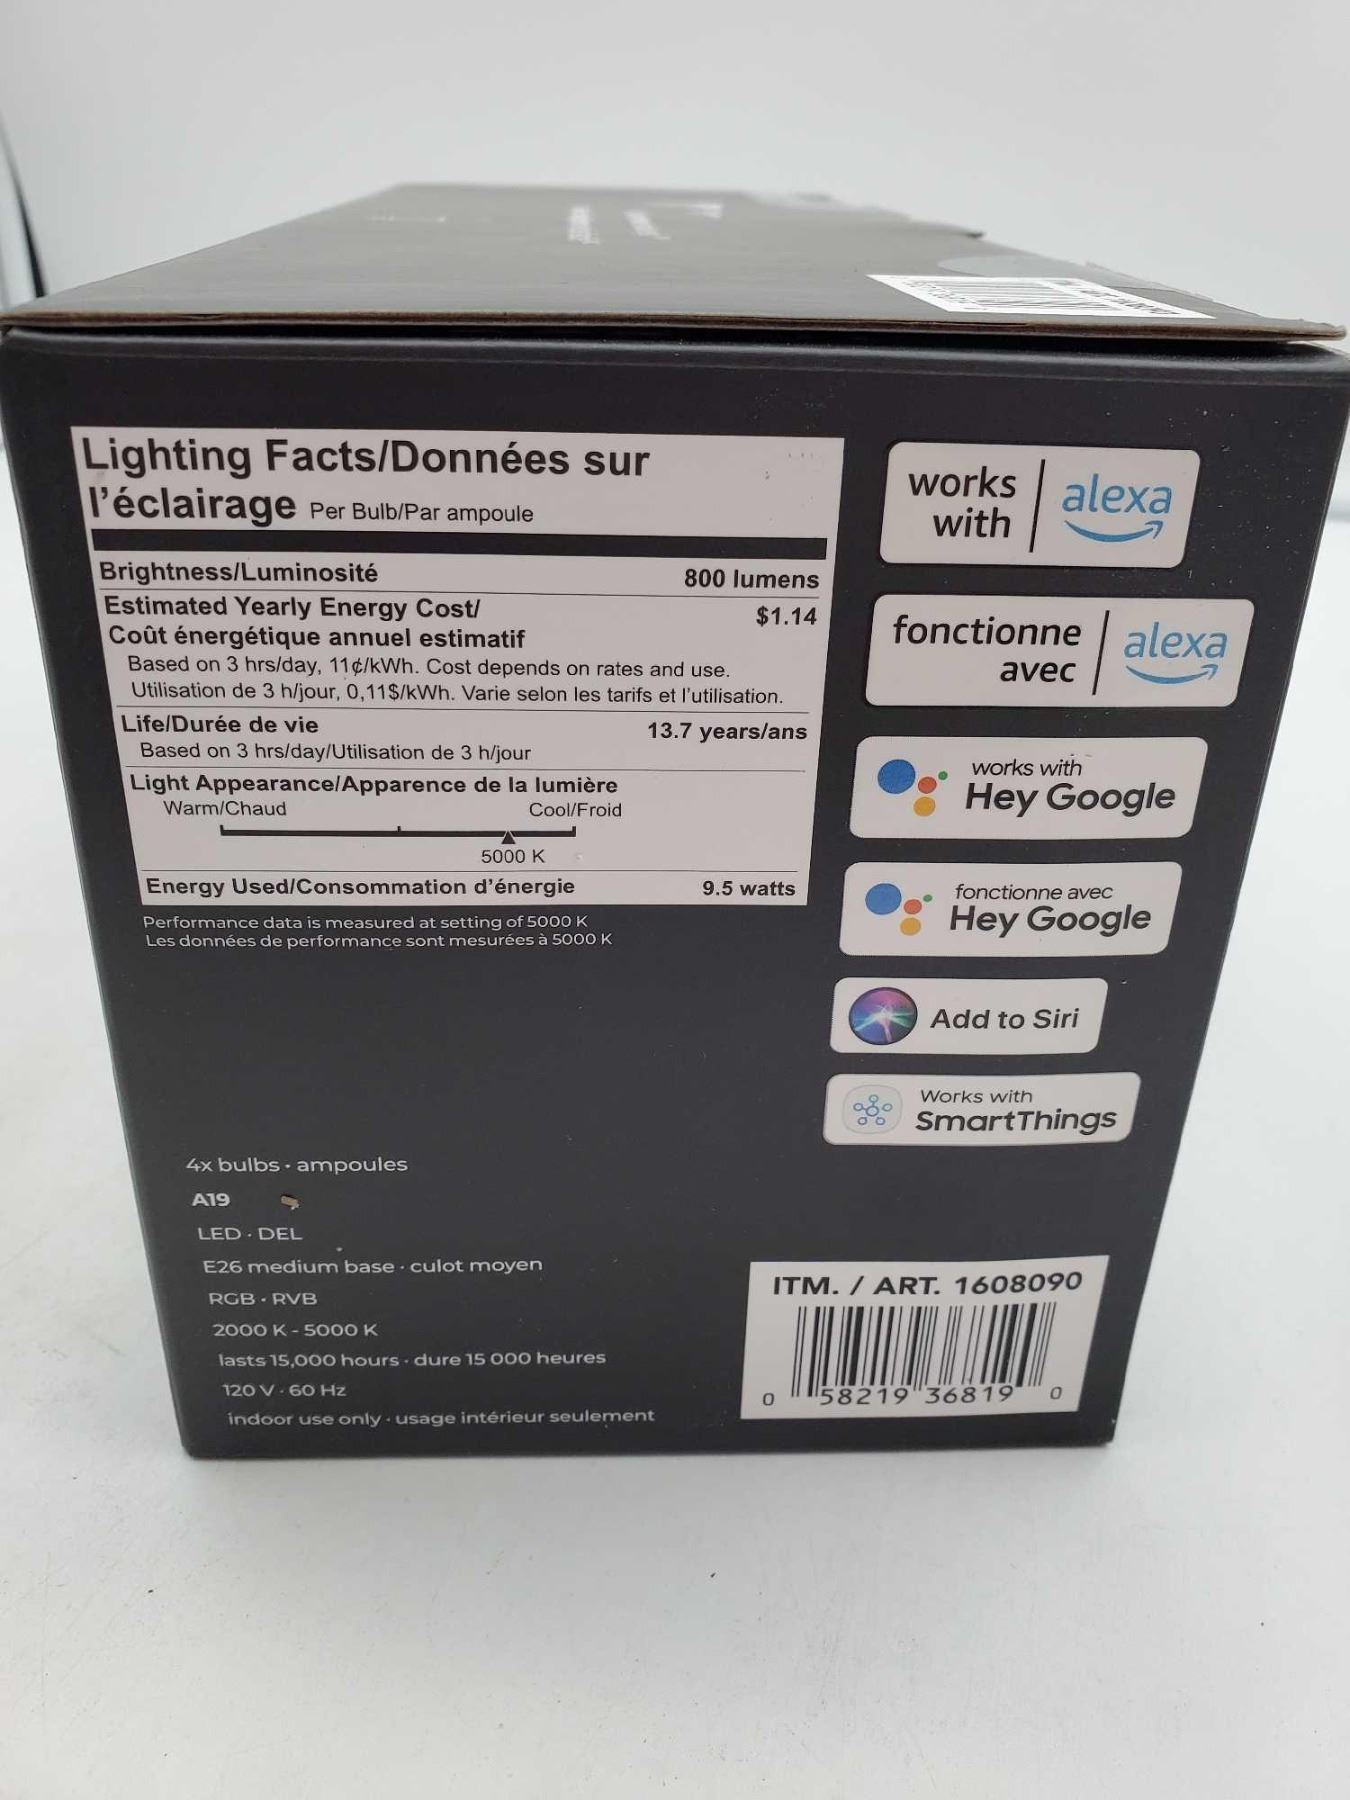 Lighting Facts/Données sur
l'éclairage Per Bulb/Par ampoule
Brightness/Luminosité 800 lumens
Estimated Yearly Energy Cost/ $1.14
Coût énergétique annuel estimatif
Based on 3 hrs/day, 11¢/kWh. Cost depends on rates and use.
Utilisation de 3 h/jour, 0,11$/kWh. Varie selon les tarifs et l'utilisation.
Life/Durée de vie 13.7 years/ans
Based on 3 hrs/day/Utilisation de 3 h/jour
Light Appearance/Apparence de la lumière
Warm/Chaud Cool/Froid
5000 K
Energy Used/Consommation d'énergie 9.5 watts
Performance data is measured at setting of 5000 K
Les données de performance sont mesurées à 5000 K
works
with
alexa
fonctionne
avec
alexa
works with
Hey Google
fonctionne avec
Hey Google
Add to Siri
Works with
SmartThings
4x bulbs · ampoules
A19
LED · DEL
E26 medium base · culot moyen
RGB · RVB
2000 K - 5000 K
lasts 15,000 hours · dure 15 000 heures
120 V · 60 Hz
indoor use only · usage intérieur seulement
ITM. / ART. 1608090
0 58219 36819 0